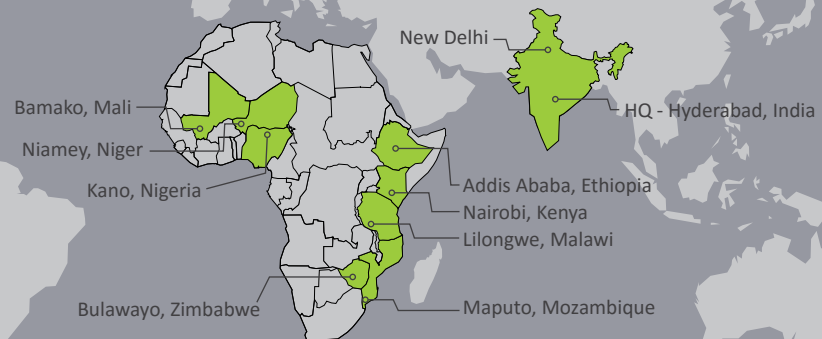 New Delhi
Bamako, Mali
HQ - Hyderabad, India
Niamey, Niger
Kano, Nigeria
Addis Ababa, Ethiopia
Nairobi, Kenya
Lilongwe, Malawi
Bulawayo, Zimbabwe
Maputo, Mozambique